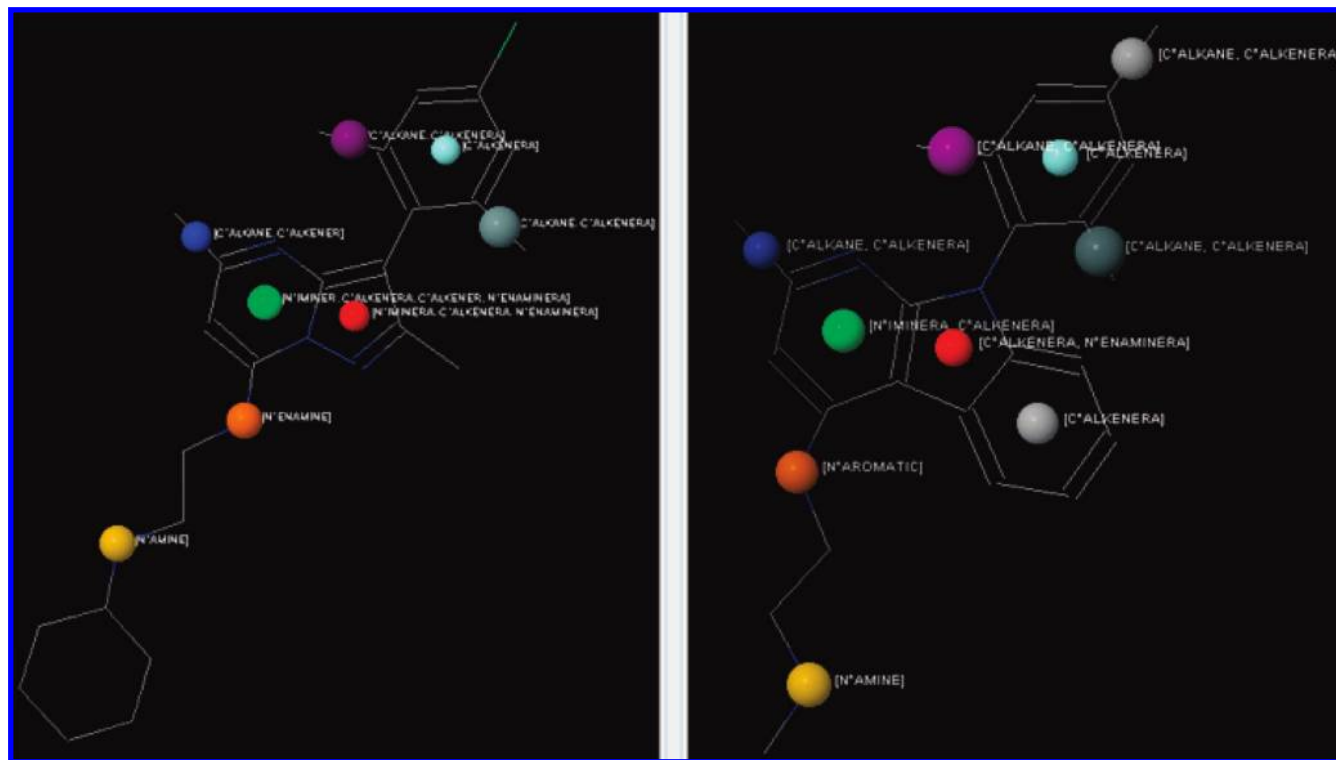 [C*ALKANE, C*ALKENERA]
[C*ALKENERA]
[C*ALKANE, C*ALKENERA]
[C*ALKANE, C*ALKENER]
[N*IMINER, C*ALKENERA, C*ALKENER, N*ENAMINERA]
[N*IMINERA, C*ALKENERA, N*ENAMINERA]
[N*ENAMINE]
[N*AMINE]
[C*ALKANE, C*ALKENERA
[C*ALKANE, C*ALKENERA]
[C*ALKENERA]
[C*ALKANE, C*ALKENERA]
[C*ALKANE, C*ALKENERA]
[N*IMINERA, C*ALKENERA]
[C*ALKENERA, N*ENAMINERA]
[C*ALKENERA]
[N*AROMATIC]
[N*AMINE]